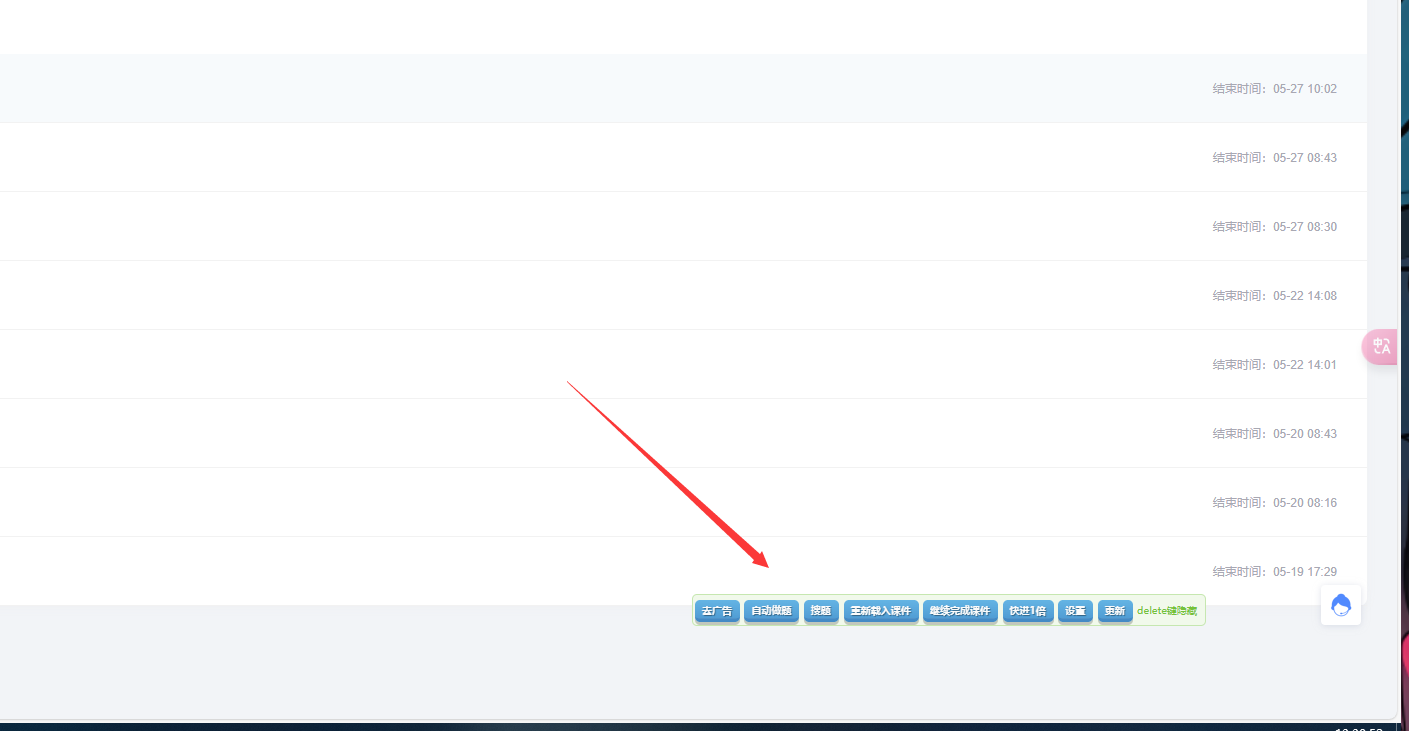 结束时间：05-27 10:02
结束时间：05-27 08:43
结束时间：05-27 08:30
结束时间：05-22 14:08
中A
结束时间：05-22 14:01
结束时间：05-20 08:43
结束时间：05-20 08:16
结束时间：05-19 17:29
去广告 自动做题 搜题 重新载入课件 继续完成课件 快进1倍 设置 更新 delete键隐藏